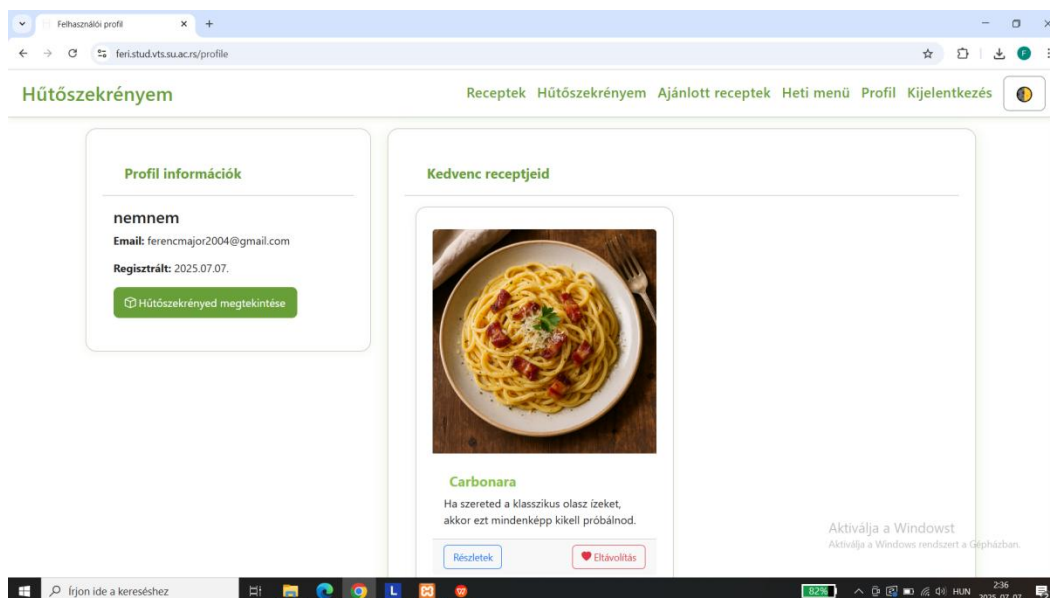 Felhasználói profil
feri.stud.vts.su.ac.rs/profile
F
Hűtőszekrényem
Receptek Hűtőszekrényem Ajánlott receptek Heti menü Profil Kijelentkezés
Profil információk
nemnem
Email: ferencmajor2004@gmail.com
Regisztrált: 2025.07.07.
Hűtőszekrényed megtekintése
Kedvenc receptjeid
Carbonara
Ha szereted a klasszikus olasz ízeket,
akkor ezt mindenképp kikell próbálnod.
Részletek
Eltávolítás
Aktiválja a Windowst
Aktiválja a Windows rendszert a Gépházban.
Írjon ide a kereséshez
L
82%
HUN
2:36
2025. 07. 07.